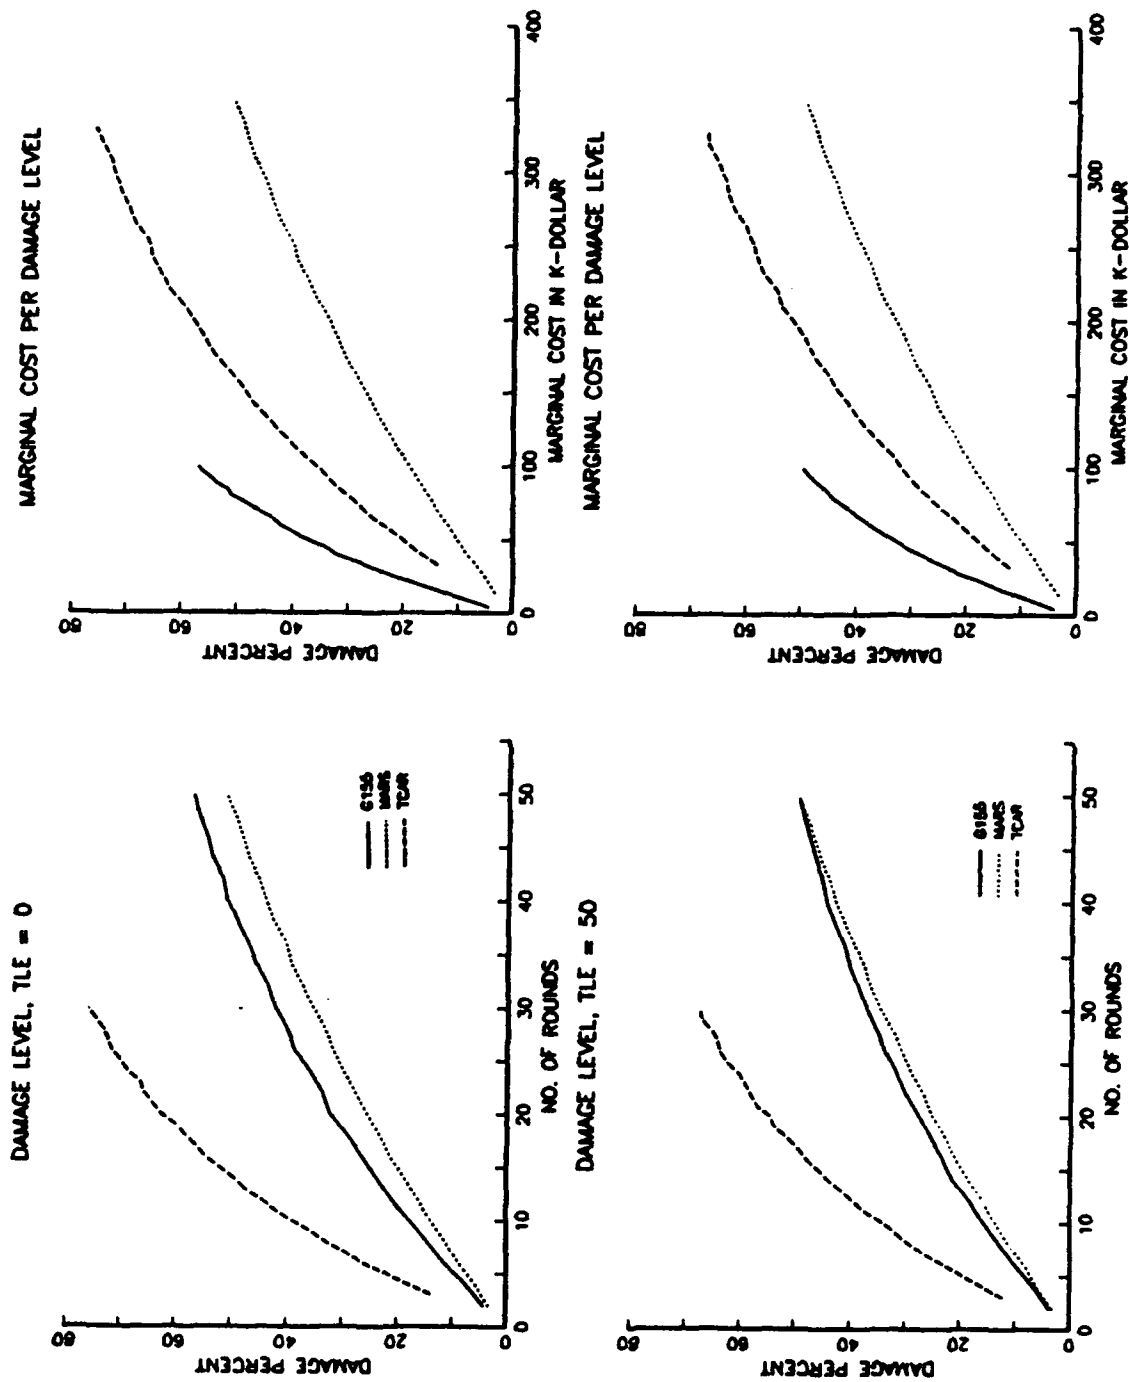 DAMAGE LEVEL, TLE = 0
DAMAGE PERCENT
80
60
40
20
0
0
10
20
30
40
50
NO. OF ROUNDS
G155
MARS
TCAR
MARGINAL COST PER DAMAGE LEVEL
DAMAGE PERCENT
80
60
40
20
0
0
100
200
300
400
MARGINAL COST IN K-DOLLAR
DAMAGE LEVEL, TLE = 50
DAMAGE PERCENT
80
60
40
20
0
0
10
20
30
40
50
NO. OF ROUNDS
G155
MARS
TCAR
MARGINAL COST PER DAMAGE LEVEL
DAMAGE PERCENT
80
60
40
20
0
0
100
200
300
400
MARGINAL COST IN K-DOLLAR